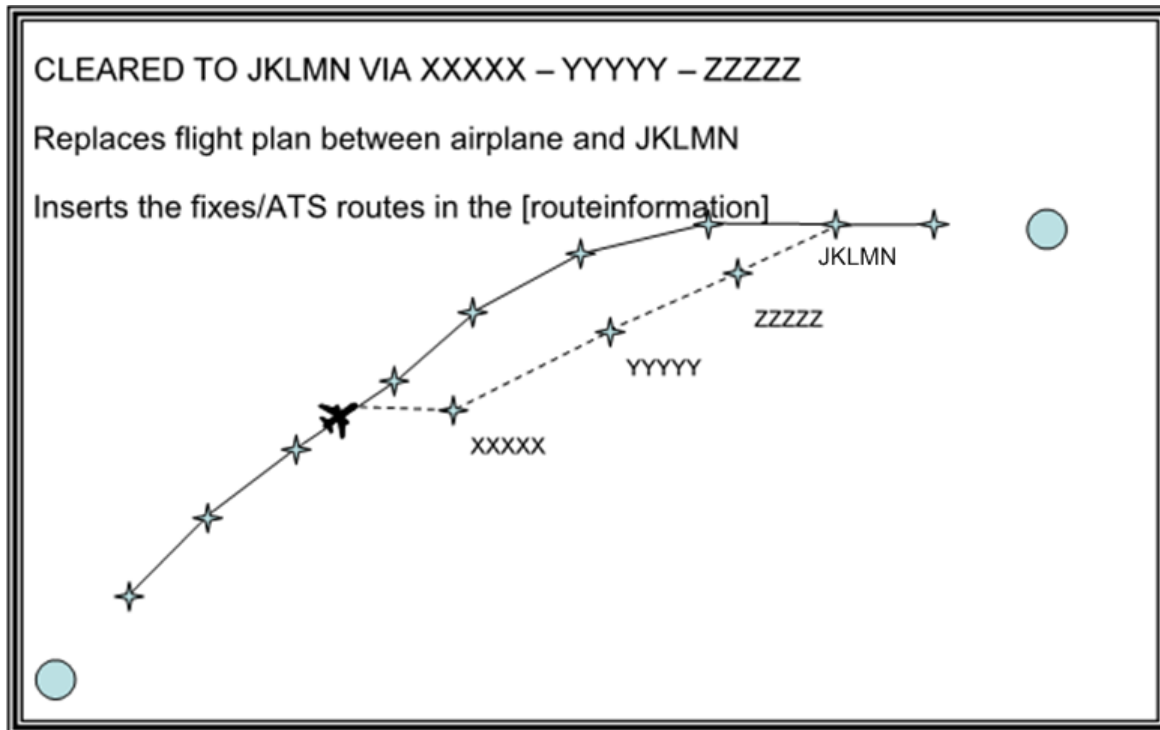 CLEARED TO JKLMN VIA XXXXX – YYYYY – ZZZZZ
Replaces flight plan between airplane and JKLMN
Inserts the fixes/ATS routes in the [routeinformation]
JKLMN
ZZZZZ
YYYYY
XXXXX